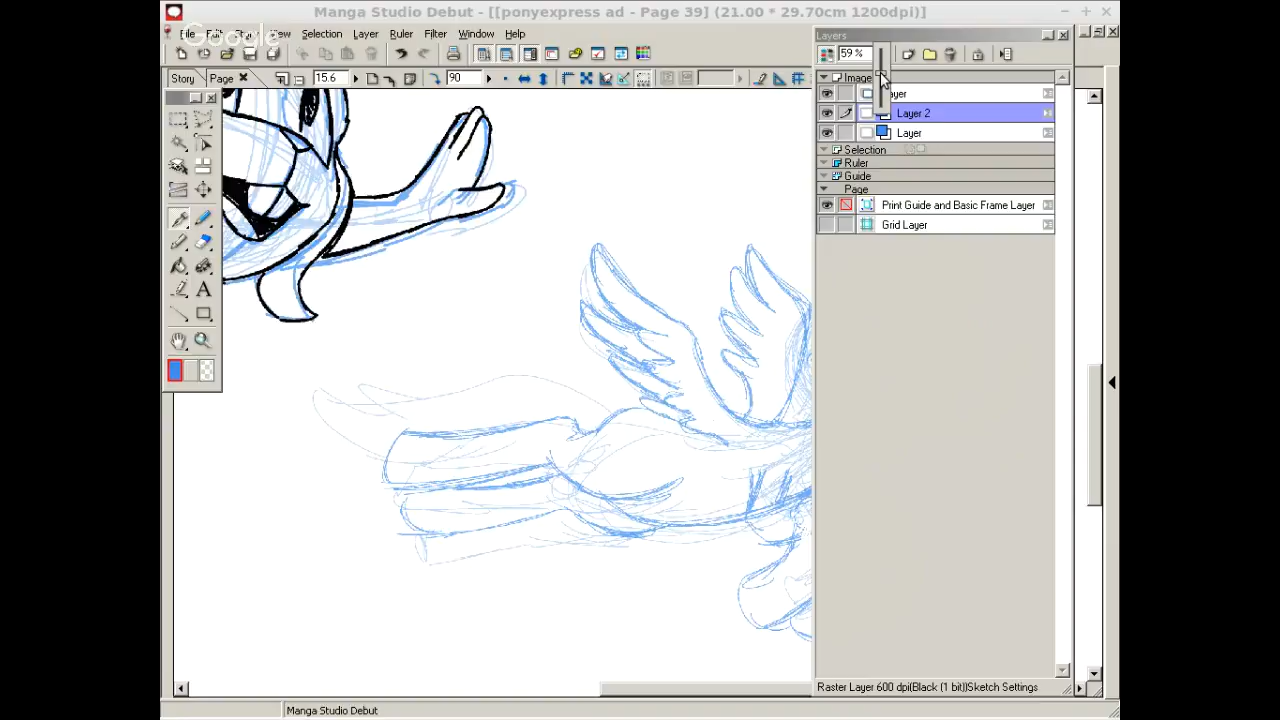 Manga Studio Debut - [[ponyexpress ad - Page 39] (21.00 * 29.70cm 1200dpi)]
Google
Selection Layer Ruler Filter Window Help
Layers
59 %
Story Page 15.6 90
Image
Layer 2
Layer
Selection
Ruler
Guide
Page
Print Guide and Basic Frame Layer
Grid Layer
A
Raster Layer 600 dpi(Black (1 bit))Sketch Settings
Manga Studio Debut